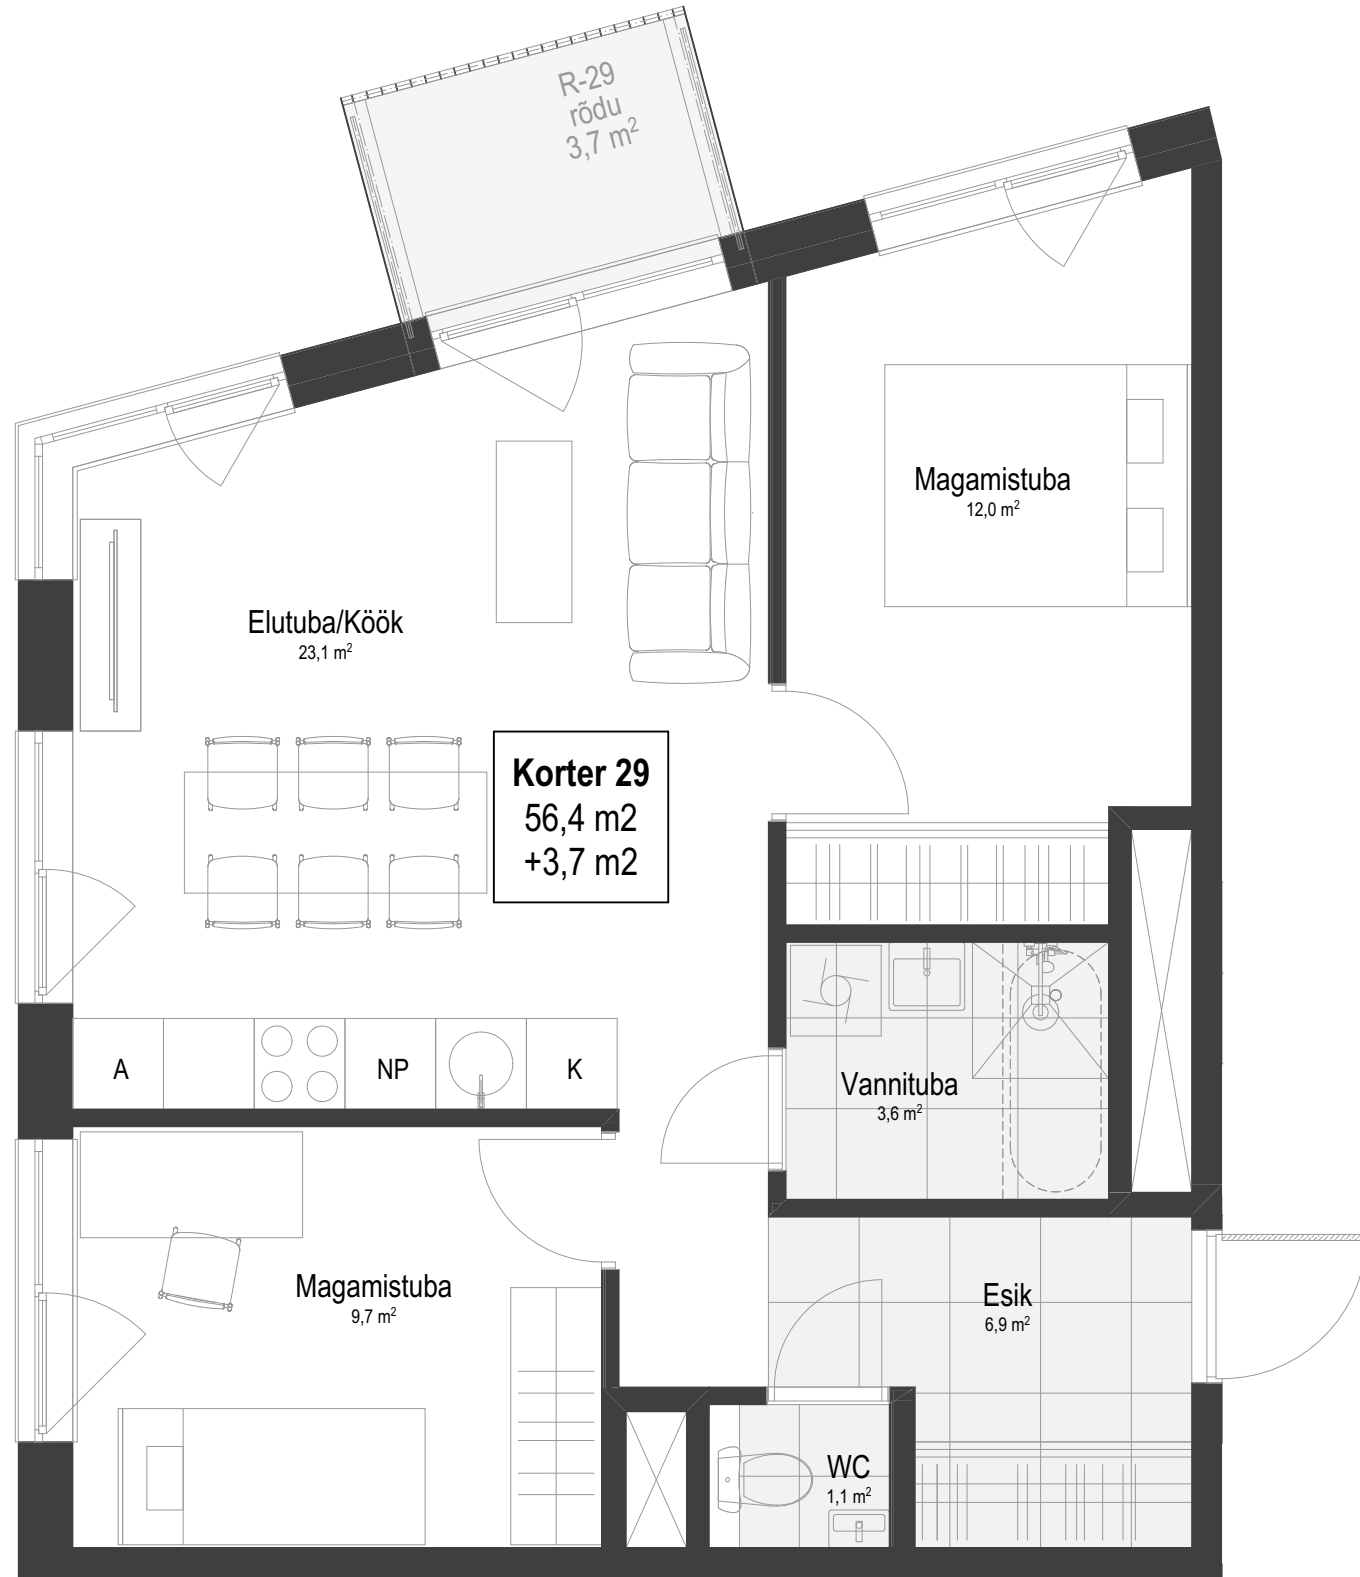 R-29
rõdu
3,7 m²
Magamistuba
12,0 m²
Elutuba/Köök
23,1 m²
Korter 29
56,4 m2
+3,7 m2
A
NP
K
Vannituba
3,6 m²
Magamistuba
9,7 m²
Esik
6,9 m²
WC
1,1 m²